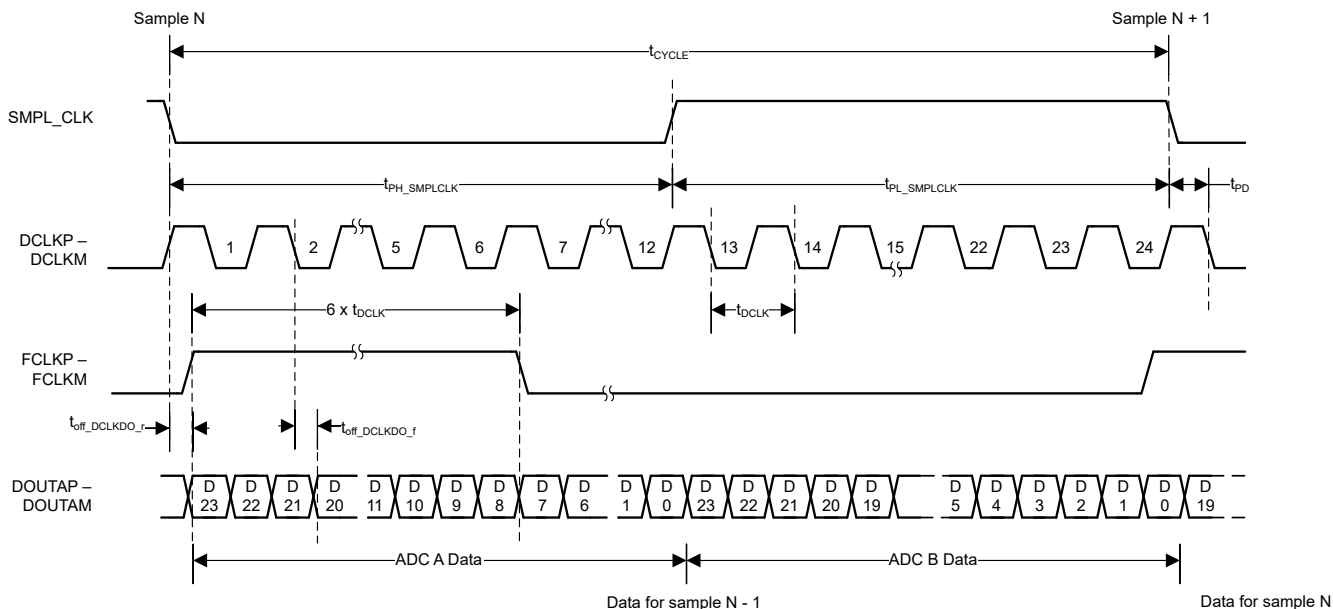 Sample N
Sample N + 1
tCYCLE
SMPL_CLK
tPH_SMPLCLK
tPL_SMPLCLK
tPD
DCLKP –
DCLKM
1 2 5 6 7 12 13 14 15 22 23 24
6 x tDCLK
tDCLK
FCLKP –
FCLKM
toff_DCLKDO_r
toff_DCLKDO_f
DOUTAP –
DOUTAM
D D D D D D D D D D D D D D D D D D D D D D D D
23 22 21 20 11 10 9 8 7 6 1 0 23 22 21 20 19 5 4 3 2 1 0 19
ADC A Data
ADC B Data
Data for sample N - 1
Data for sample N